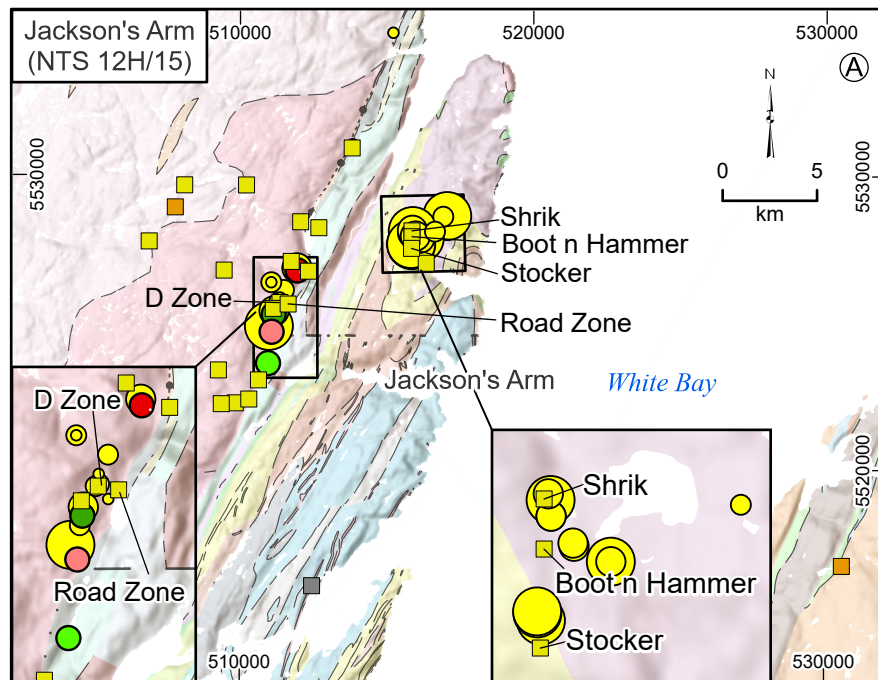 Jackson's Arm
(NTS 12H/15)
510000
520000
530000
A
N
5530000
5530000
0
5
km
Shrik
Boot n Hammer
Stocker
D Zone
Road Zone
Jackson's Arm
White Bay
D Zone
Road Zone
Shrik
Boot n Hammer
Stocker
5520000
510000
530000